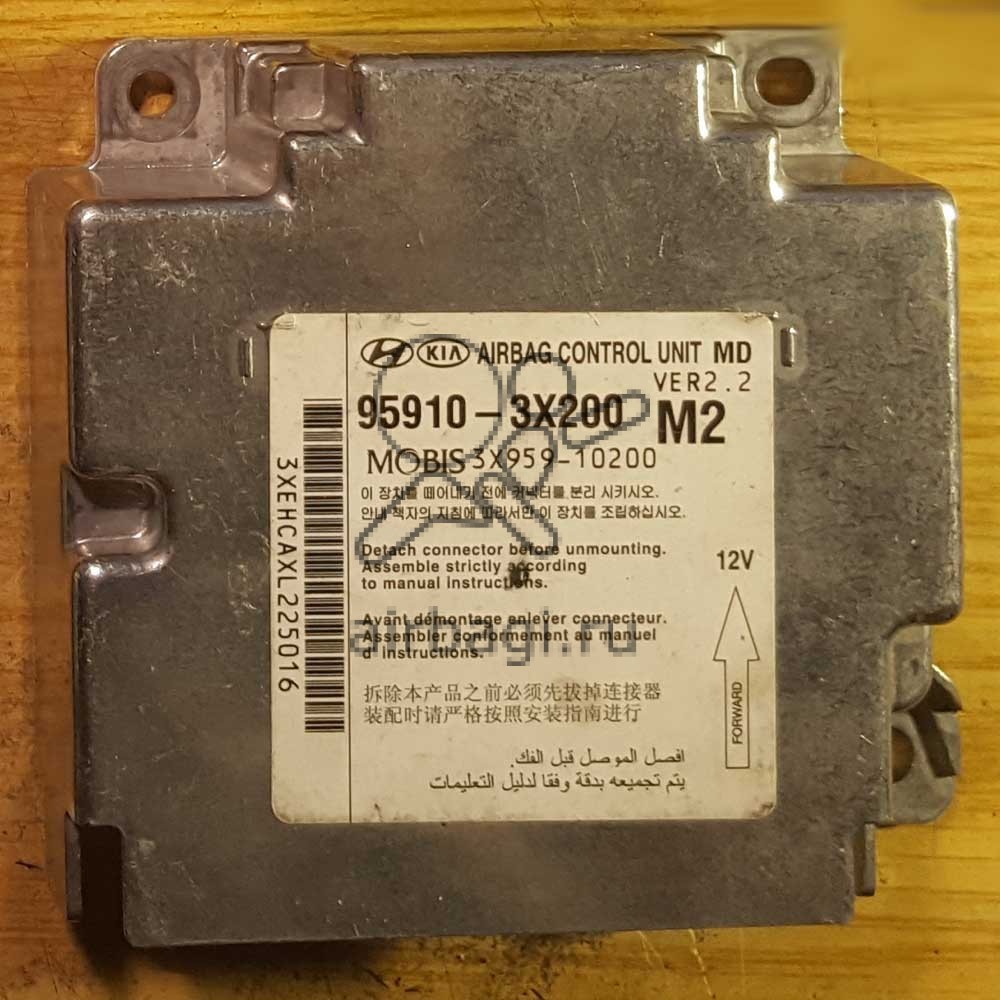 KIA AIRBAG CONTROL UNIT MD
VER2.2
95910-3X200 M2
MOBIS 3X959-10200
이 장치를 떼어내기 전에 커넥터를 분리 시키시오.
안내 책자의 지침에 따라서만 이 장치를 조립하십시오.
Detach connector before unmounting.
Assemble strictly according
to manual instructions.
12V
Avant démontage enlever connecteur.
Assembler conformement au manuel
d' instructions.
airbagi.ru
拆除本产品之前必须先拔掉连接器
装配时请严格按照安装指南进行
افصل الموصل قبل الفك.
يتم تجميعه بدقة وفقا لدليل التعليمات
FORWARD
3XEHCAXL225016